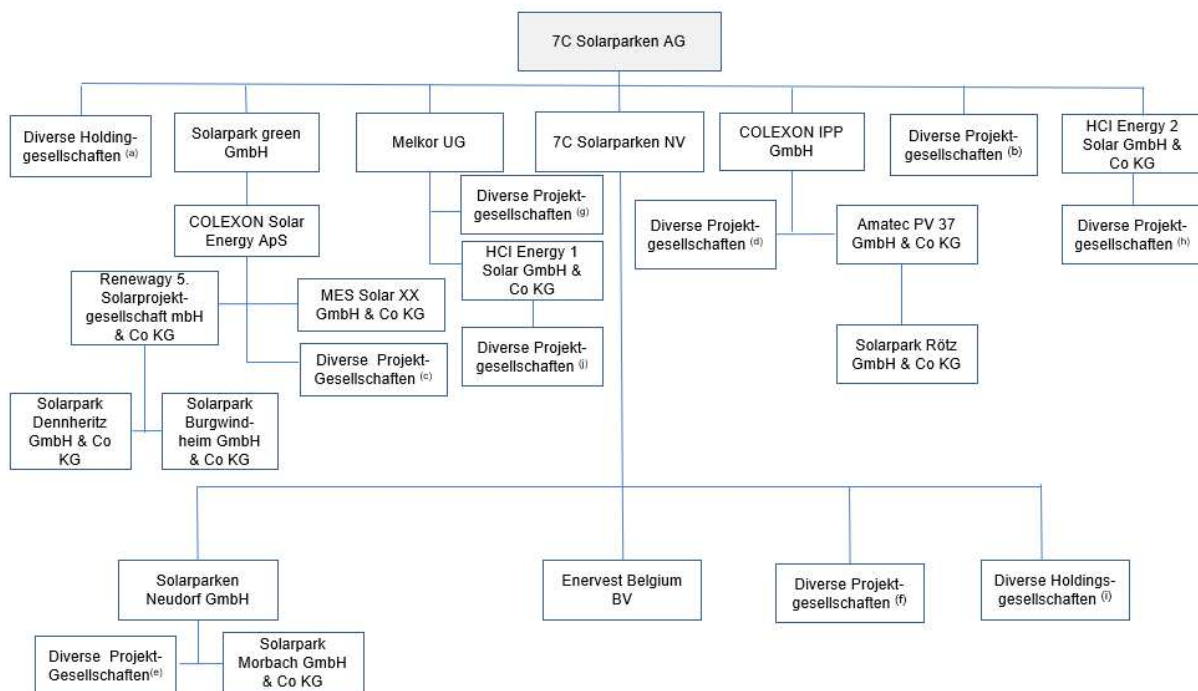 7C Solarparken AG
Diverse Holding-
gesellschaften (a)
Solarpark green
GmbH
Melkor UG
7C Solarparken NV
COLEXON IPP
GmbH
Diverse Projekt-
gesellschaften (b)
HCI Energy 2
Solar GmbH &
Co KG
COLEXON Solar
Energy ApS
Diverse Projekt-
gesellschaften (g)
Diverse Projekt-
gesellschaften (d)
Amatec PV 37
GmbH & Co KG
Diverse Projekt-
gesellschaften (h)
Renewagy 5.
Solarprojekt-
gesellschaft mbH
& Co KG
MES Solar XX
GmbH & Co KG
HCI Energy 1
Solar GmbH &
Co KG
Diverse Projekt-
Gesellschaften (c)
Diverse Projekt-
gesellschaften (j)
Solarpark Rötz
GmbH & Co KG
Solarpark
Dennheritz
GmbH & Co
KG
Solarpark
Burgwind-
heim GmbH
& Co KG
Solarparken
Neudorf GmbH
Enervest Belgium
BV
Diverse Projekt-
gesellschaften (f)
Diverse Holdings-
gesellschaften (i)
Diverse Projekt-
Gesellschaften(e)
Solarpark
Morbach GmbH
& Co KG